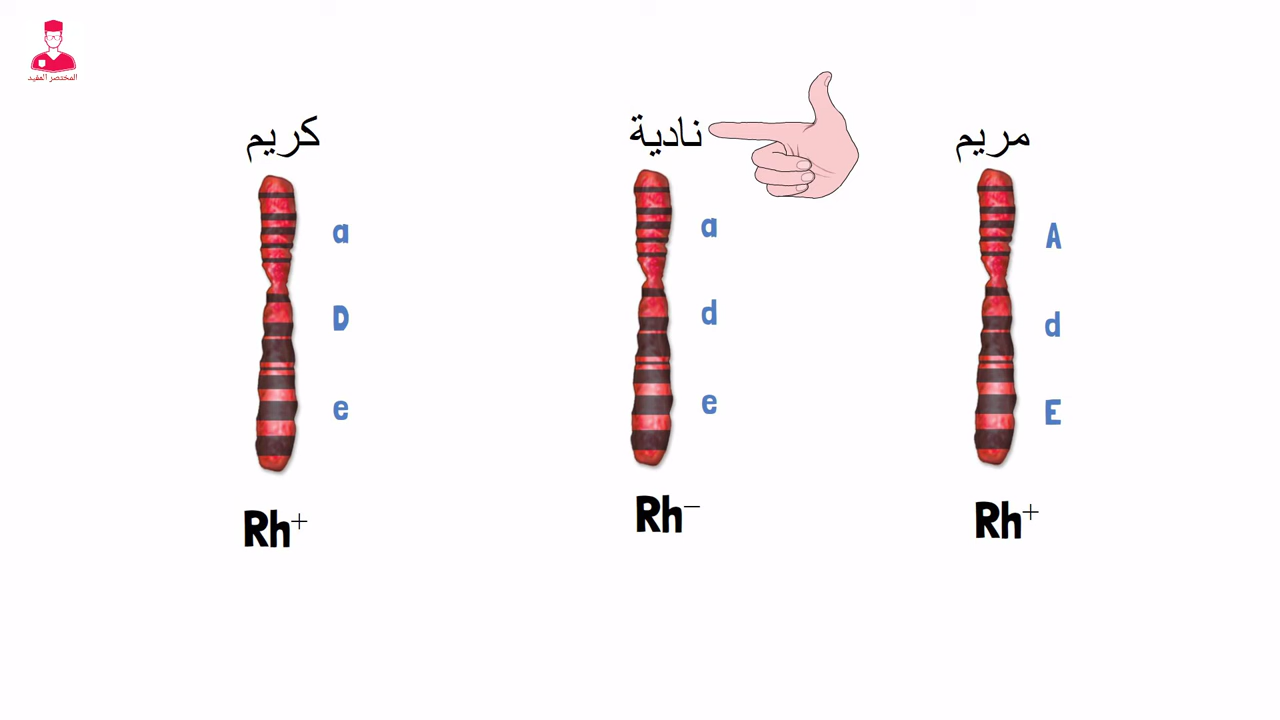 المختصر المفيد
مريم نادية كريم
A a a
d d D
E e e
Rh+ Rh− Rh+